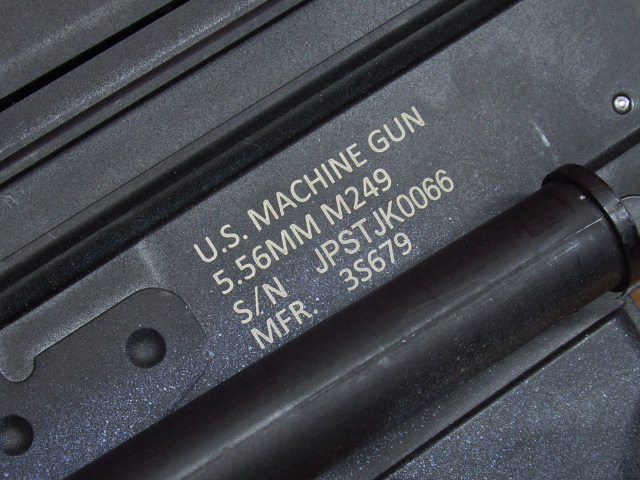 U.S. MACHINE GUN
5.56MM M249
S/N JPSTJK0066
MFR. 3S679